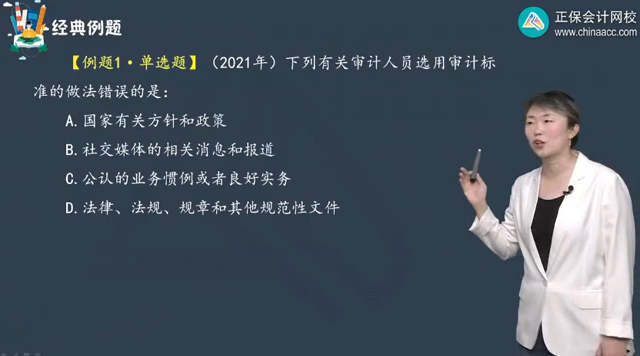 经典例题
正保会计网校
www.chinaacc.com
【例题1·单选题】（2021年）下列有关审计人员选用审计标
准的做法错误的是：
A.国家有关方针和政策
B.社交媒体的相关消息和报道
C.公认的业务惯例或者良好实务
D.法律、法规、规章和其他规范性文件